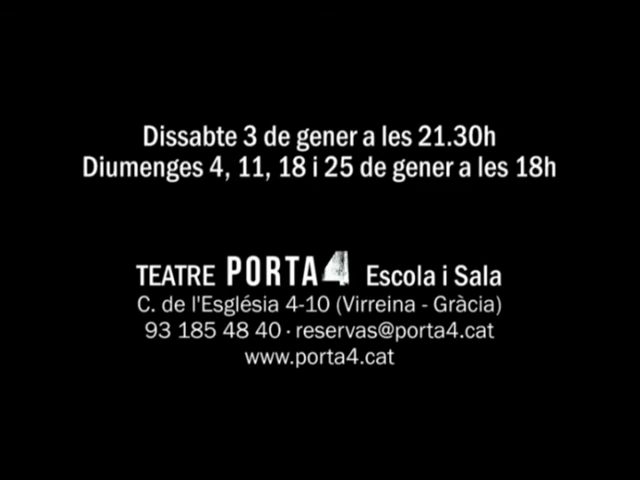 Dissabte 3 de gener a les 21.30h
Diumenges 4, 11, 18 i 25 de gener a les 18h
TEATRE PORTA4 Escola i Sala
C. de l'Església 4-10 (Virreina - Gràcia)
93 185 48 40 · reservas@porta4.cat
www.porta4.cat